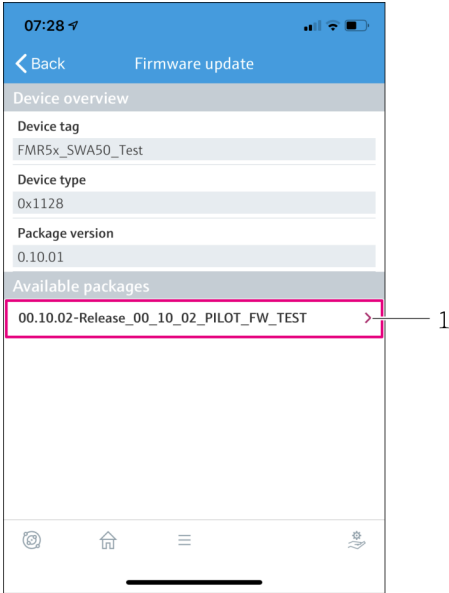 07:28
Back
Firmware update
Device overview
Device tag
FMR5x_SWA50_Test
Device type
0x1128
Package version
0.10.01
Available packages
00.10.02-Release_00_10_02_PILOT_FW_TEST
1